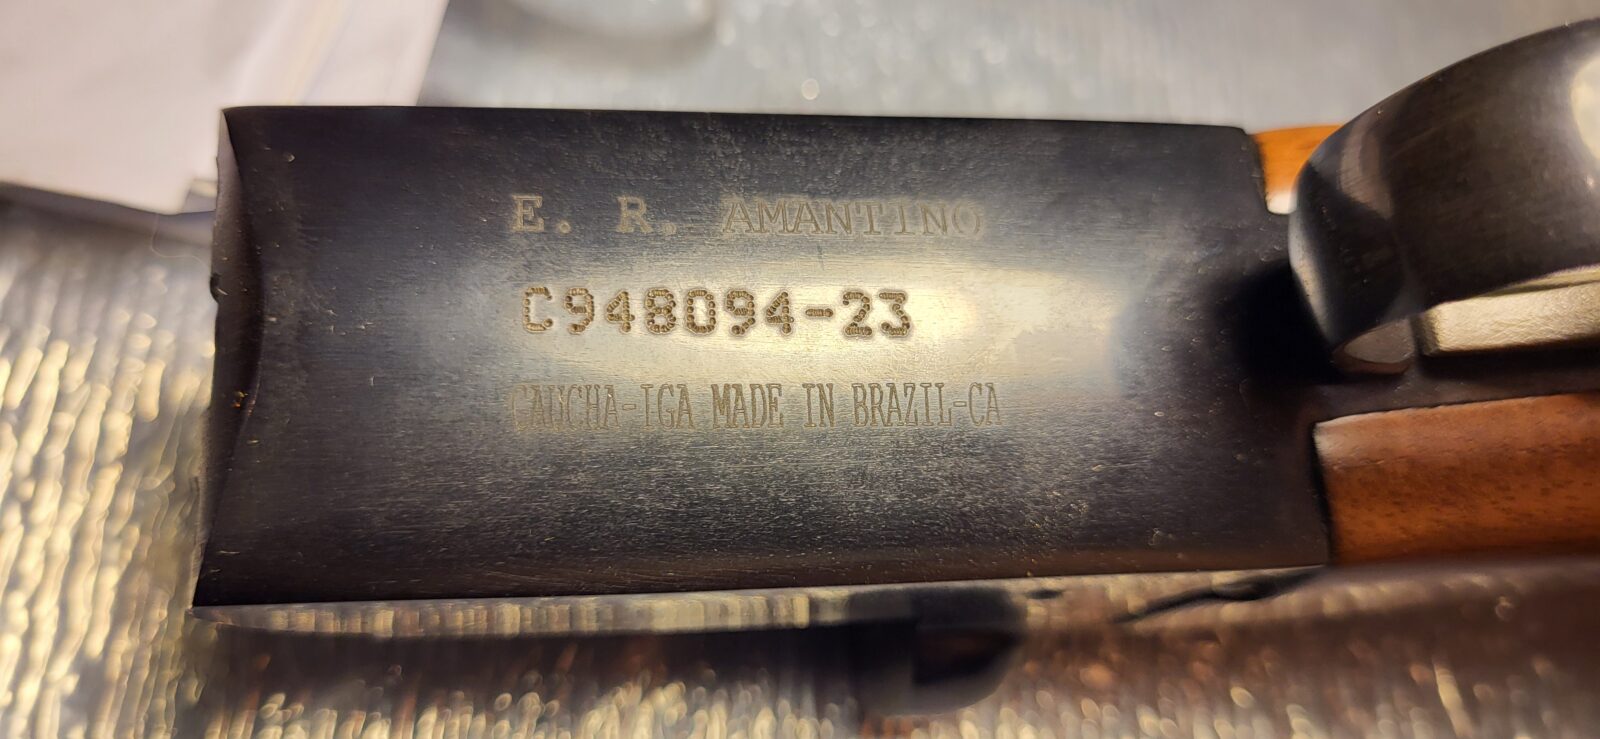 E. R. AMANTINO
C948094-23
GAUCHA-IGA MADE IN BRAZIL-CA